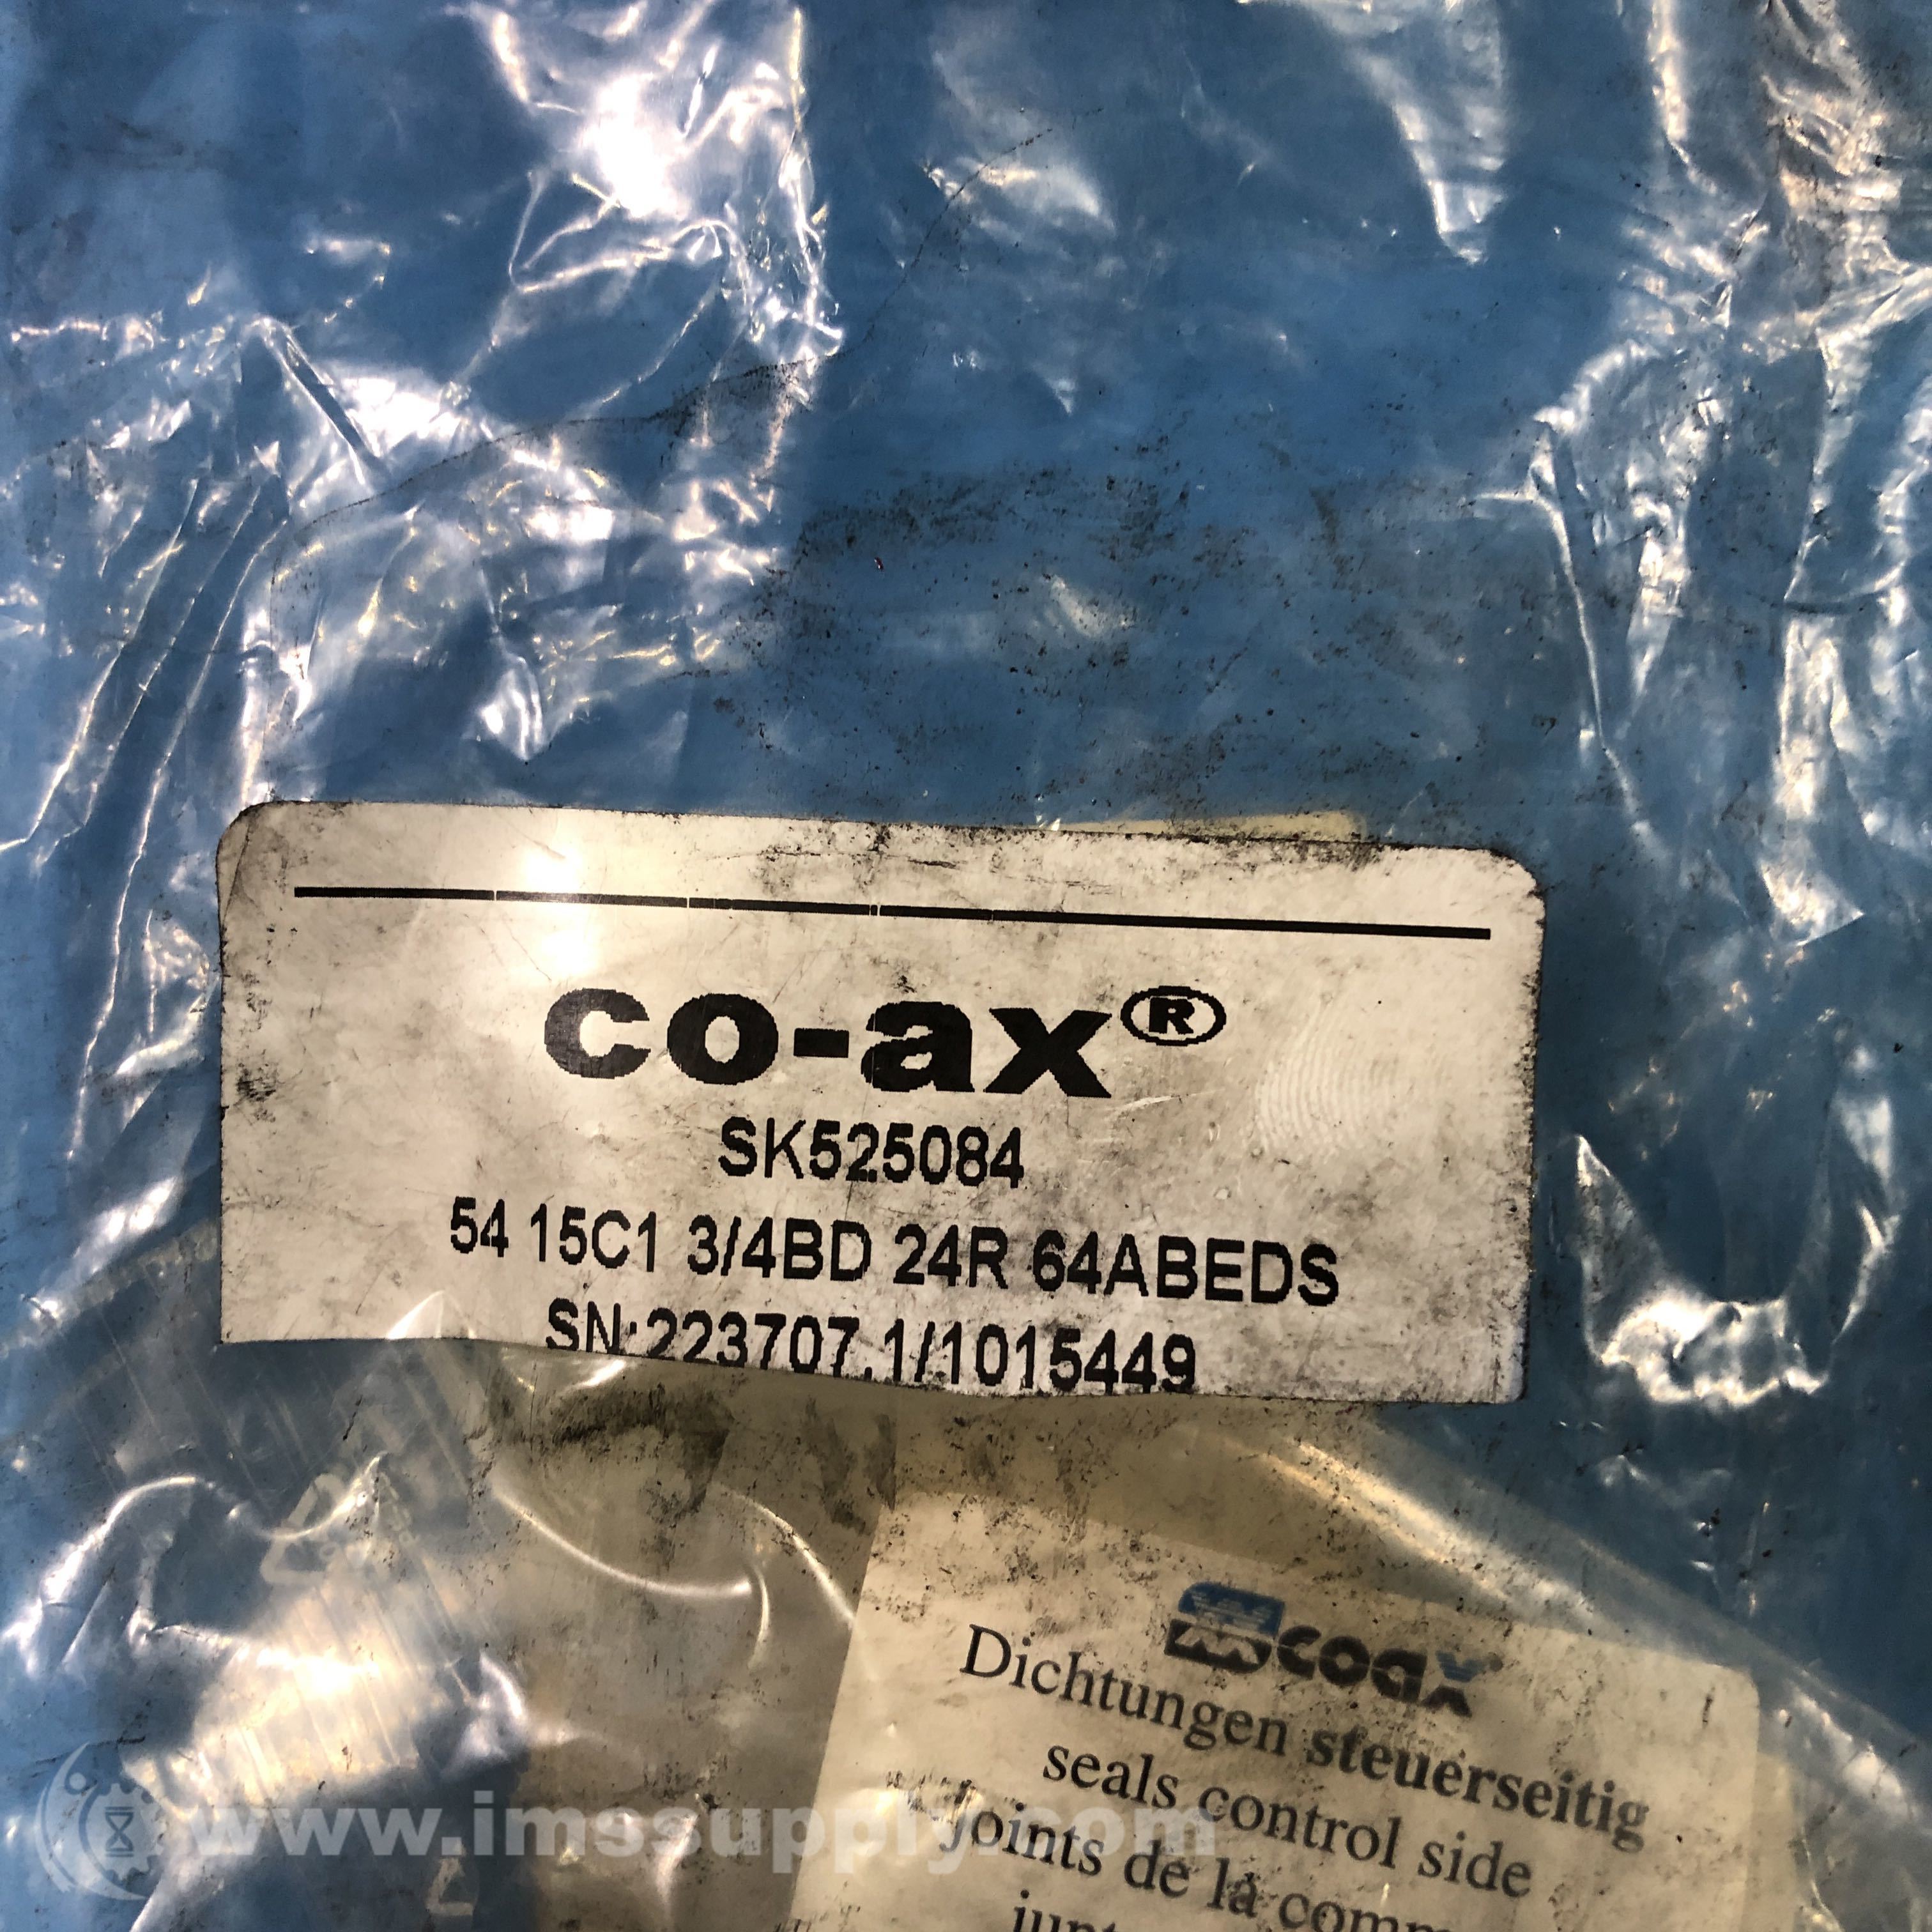 co-ax®
SK525084
54 15C1 3/4BD 24R 64ABEDS
SN:223707.1/1015449
coax
Dichtungen steuerseitig
seals control side
Joints de la
www.imssupply.com